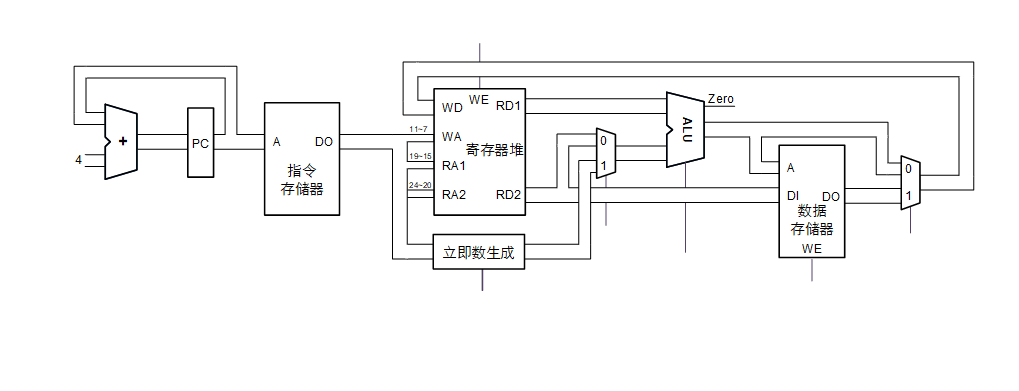 +
4
PC
A
DO
指令
存储器
11~7
19~15
24~20
WD
WE
RD1
WA
寄存器堆
RA1
RA2
RD2
立即数生成
0
1
ALU
Zero
A
DI
DO
数据
存储器
WE
0
1